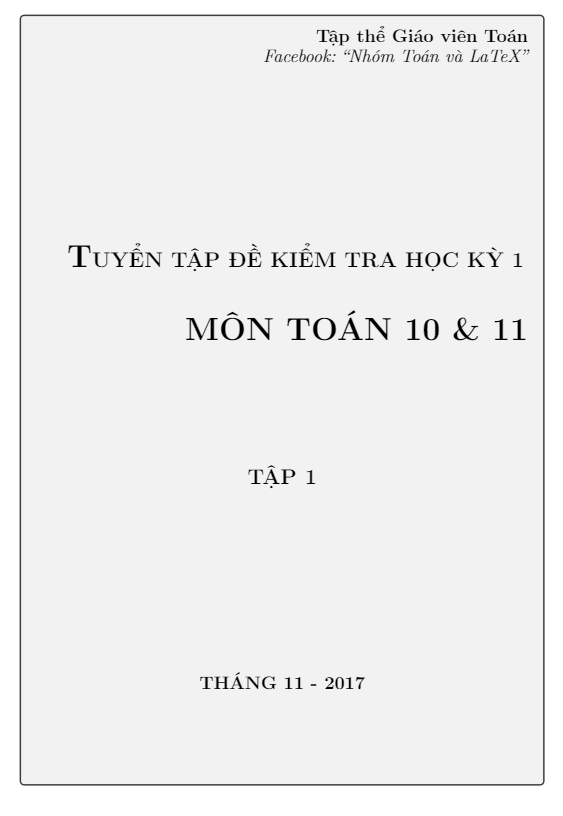 Tập thể Giáo viên Toán
Facebook: “Nhóm Toán và LaTeX”
TUYỂN TẬP ĐỀ KIỂM TRA HỌC KỲ 1
MÔN TOÁN 10 & 11
TẬP 1
THÁNG 11 - 2017